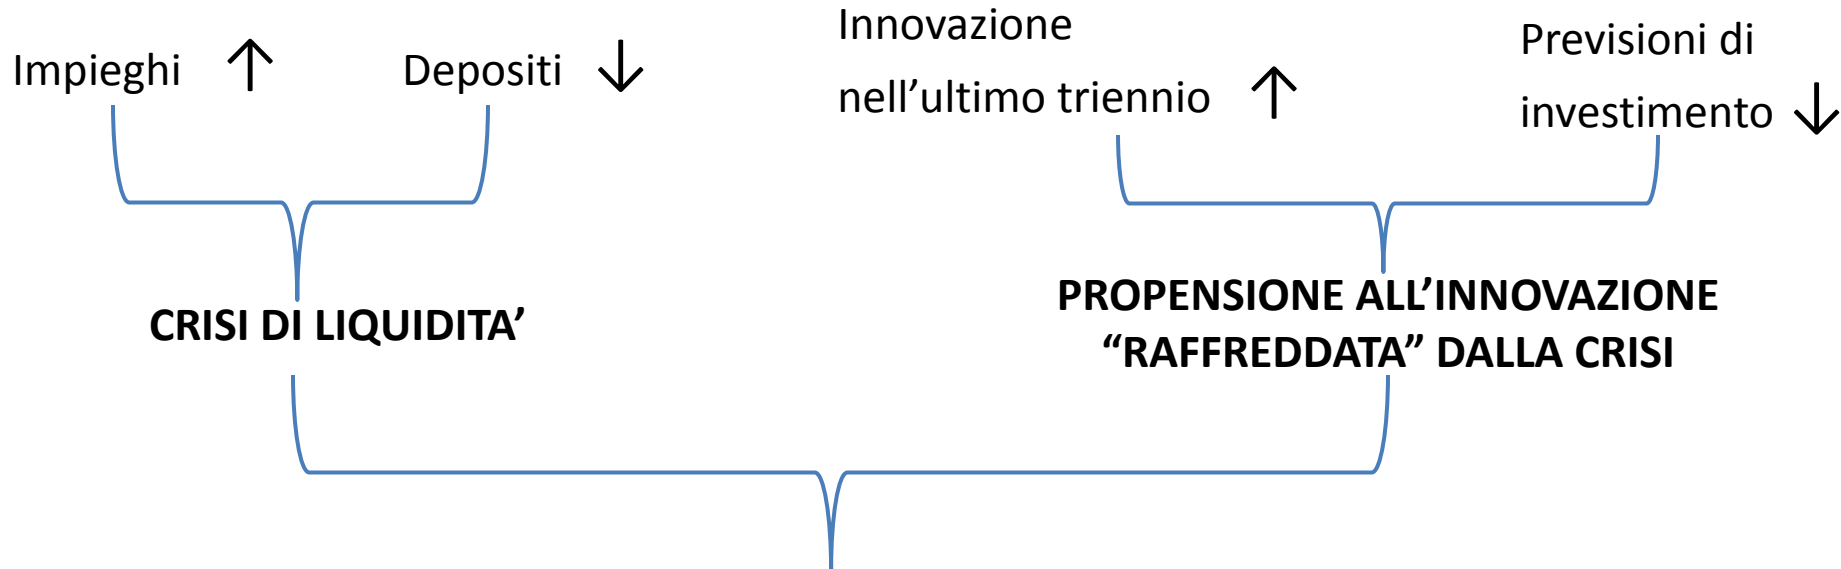 Impieghi ↑
Depositi ↓
Innovazione
nell’ultimo triennio ↑
Previsioni di
investimento ↓
CRISI DI LIQUIDITA’
PROPENSIONE ALL’INNOVAZIONE
“RAFFREDDATA” DALLA CRISI